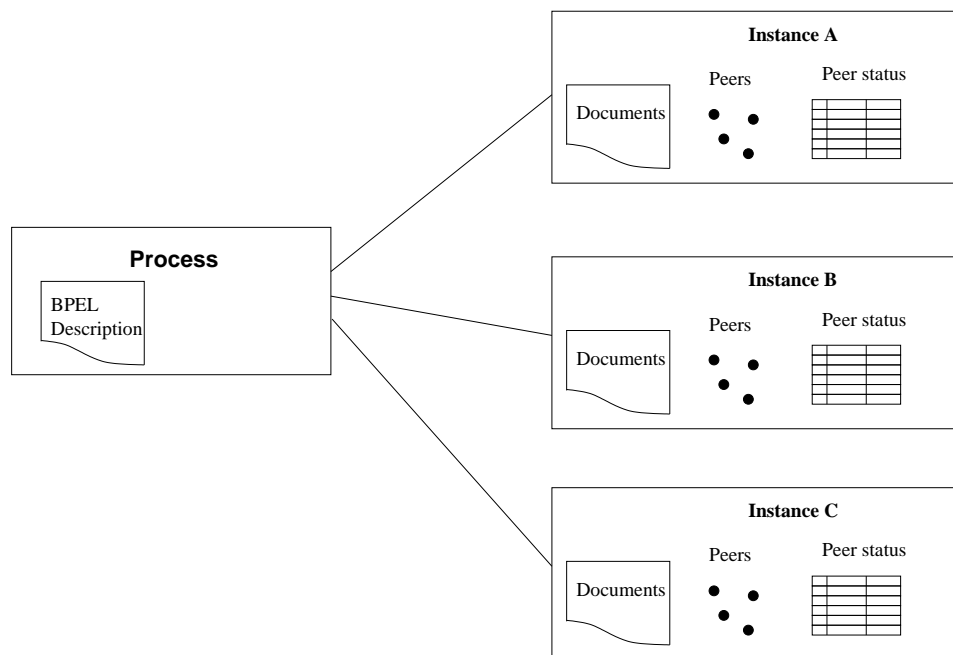 Instance A
Peers
Peer status
Documents
Process
BPEL
Description
Instance B
Peers
Peer status
Documents
Instance C
Peers
Peer status
Documents